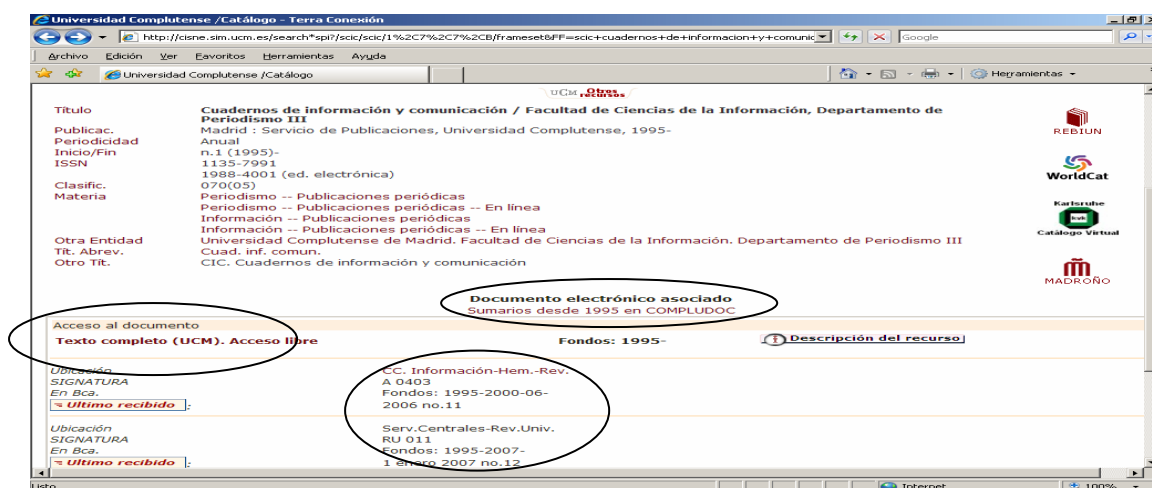 Universidad Complutense /Catálogo - Terra Conexión
http://cisne.sim.ucm.es/search*spi?/scic/scic/1%2C7%2C7%2CB/frameset&FF=scic+cuadernos+de+informacion+y+comunic
Google
Archivo Edición Ver Favoritos Herramientas Ayuda
Universidad Complutense /Catálogo
Herramientas
UCM Otros recursos
Título Cuadernos de información y comunicación / Facultad de Ciencias de la Información, Departamento de
Periodismo III
Publicac. Madrid : Servicio de Publicaciones, Universidad Complutense, 1995-
Periodicidad Anual
Inicio/Fin n.1 (1995)-
ISSN 1135-7991
1988-4001 (ed. electrónica)
Clasific. 070(05)
Materia Periodismo -- Publicaciones periódicas
Periodismo -- Publicaciones periódicas -- En línea
Información -- Publicaciones periódicas
Información -- Publicaciones periódicas -- En línea
Otra Entidad Universidad Complutense de Madrid. Facultad de Ciencias de la Información. Departamento de Periodismo III
Tít. Abrev. Cuad. inf. comun.
Otro Tít. CIC. Cuadernos de información y comunicación
REBIUN
WorldCat
Karlsruhe
kvk
Catálogo Virtual
MADROÑO
Documento electrónico asociado
Sumarios desde 1995 en COMPLUDOC
Acceso al documento
Texto completo (UCM). Acceso libre Fondos: 1995- i Descripción del recurso
Ubicación CC. Información-Hem.-Rev.
SIGNATURA A 0403
En Bca. Fondos: 1995-2000-06-
Ultimo recibido : 2006 no.11
Ubicación Serv.Centrales-Rev.Univ.
SIGNATURA RU 011
En Bca. Fondos: 1995-2007-
Ultimo recibido : 1 enero 2007 no.12
Listo Internet 100%